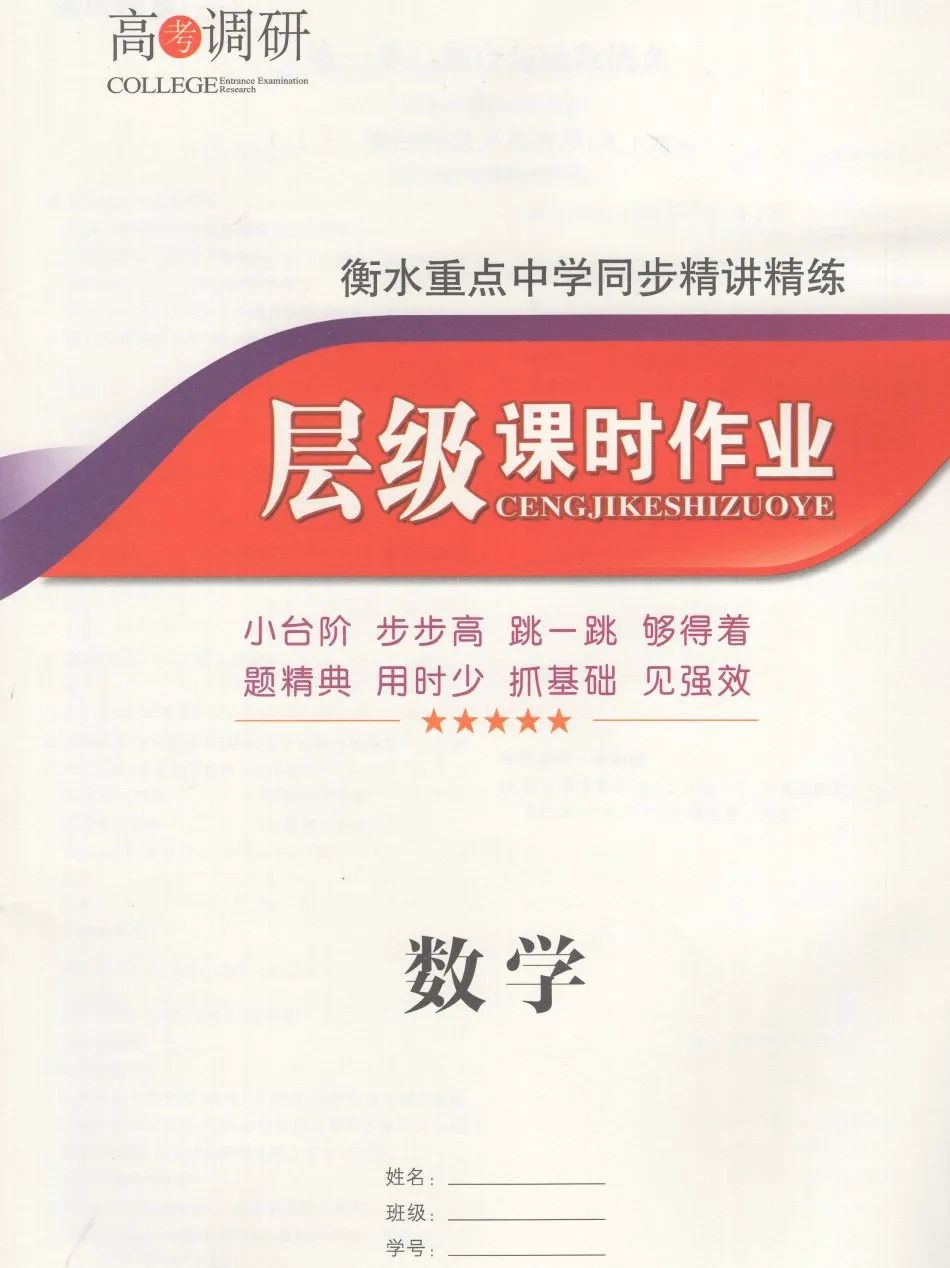 高考调研
COLLEGE Entrance Examination Research
衡水重点中学同步精讲精练
层级课时作业
CENGJIKESHIZUOYE
小台阶 步步高 跳一跳 够得着
题精典 用时少 抓基础 见强效
数学
姓名：
班级：
学号：